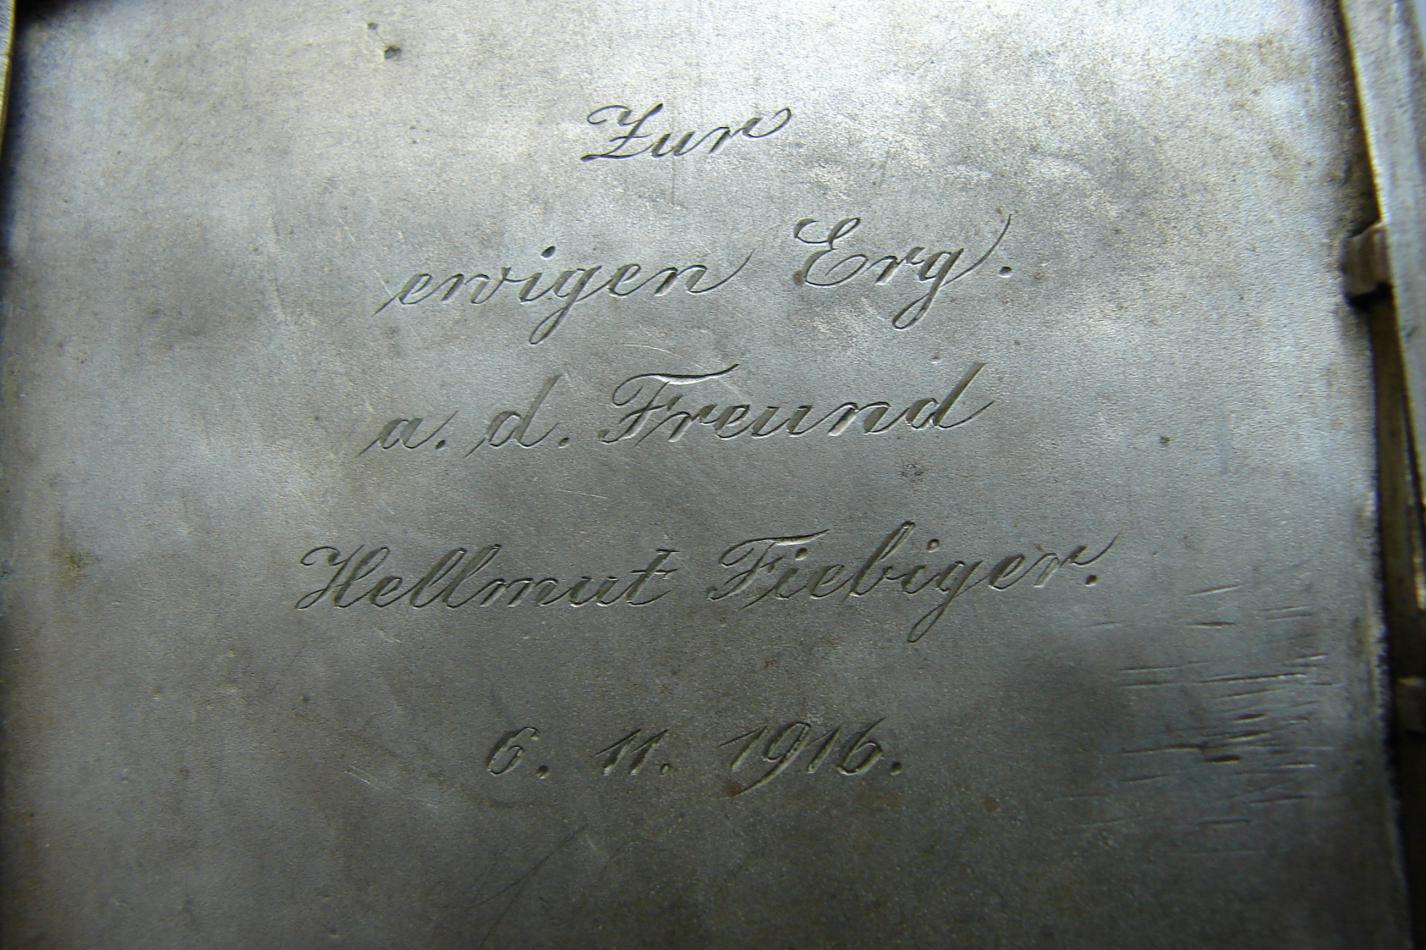 Zur
ewigen Erg.
a. d. Freund
Hellmut Fiebiger.
6. 11. 1916.